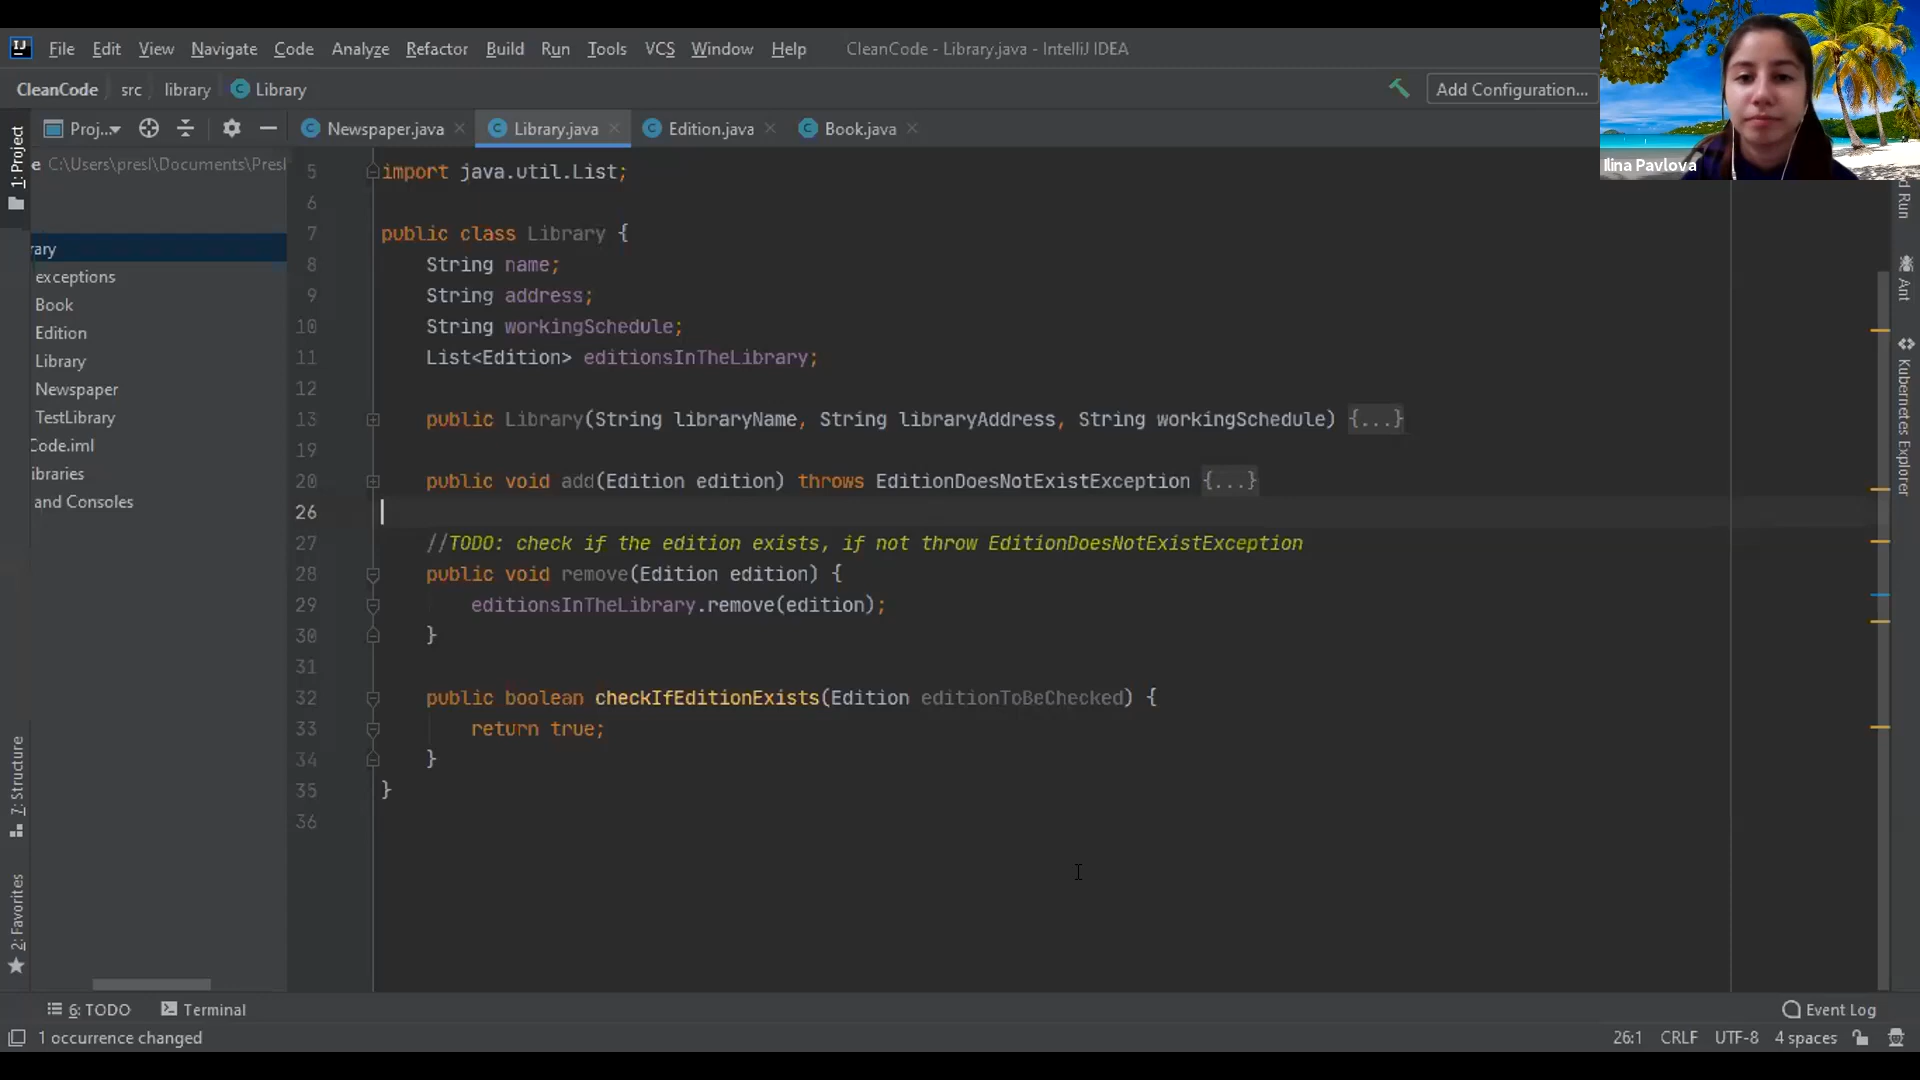 File Edit View Navigate Code Analyze Refactor Build Run Tools VCS Window Help CleanCode - Library.java - IntelliJ IDEA
CleanCode src library Library Add Configuration...
Ilina Pavlova
Proj... Newspaper.java Library.java Edition.java Book.java
1: Project
e C:\Users\presl\Documents\Presl
rary
exceptions
Book
Edition
Library
Newspaper
TestLibrary
Code.iml
ibraries
and Consoles
7: Structure
2: Favorites
5 import java.util.List;
6
7 public class Library {
8 String name;
9 String address;
10 String workingSchedule;
11 List<Edition> editionsInTheLibrary;
12
13 public Library(String libraryName, String libraryAddress, String workingSchedule) {...}
19
20 public void add(Edition edition) throws EditionDoesNotExistException {...}
26
27 //TODO: check if the edition exists, if not throw EditionDoesNotExistException
28 public void remove(Edition edition) {
29 editionsInTheLibrary.remove(edition);
30 }
31
32 public boolean checkIfEditionExists(Edition editionToBeChecked) {
33 return true;
34 }
35 }
36
d Run
Ant
Kubernetes Explorer
6: TODO Terminal Event Log
1 occurrence changed 26:1 CRLF UTF-8 4 spaces